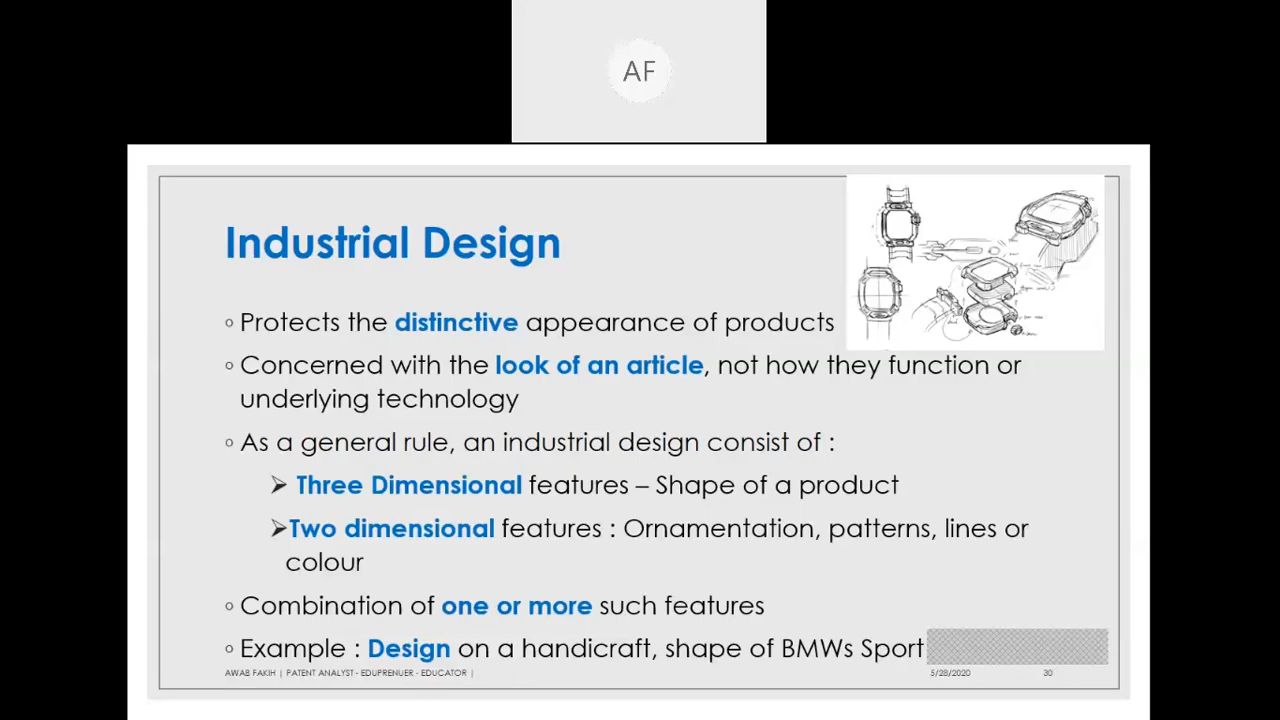 AF
Industrial Design
◦ Protects the distinctive appearance of products
◦ Concerned with the look of an article, not how they function or
underlying technology
◦ As a general rule, an industrial design consist of :
➢ Three Dimensional features – Shape of a product
➢Two dimensional features : Ornamentation, patterns, lines or
colour
◦ Combination of one or more such features
◦ Example : Design on a handicraft, shape of BMWs Sport
AWAB FAKIH | PATENT ANALYST - EDUPRENUER - EDUCATOR |
5/28/2020
30